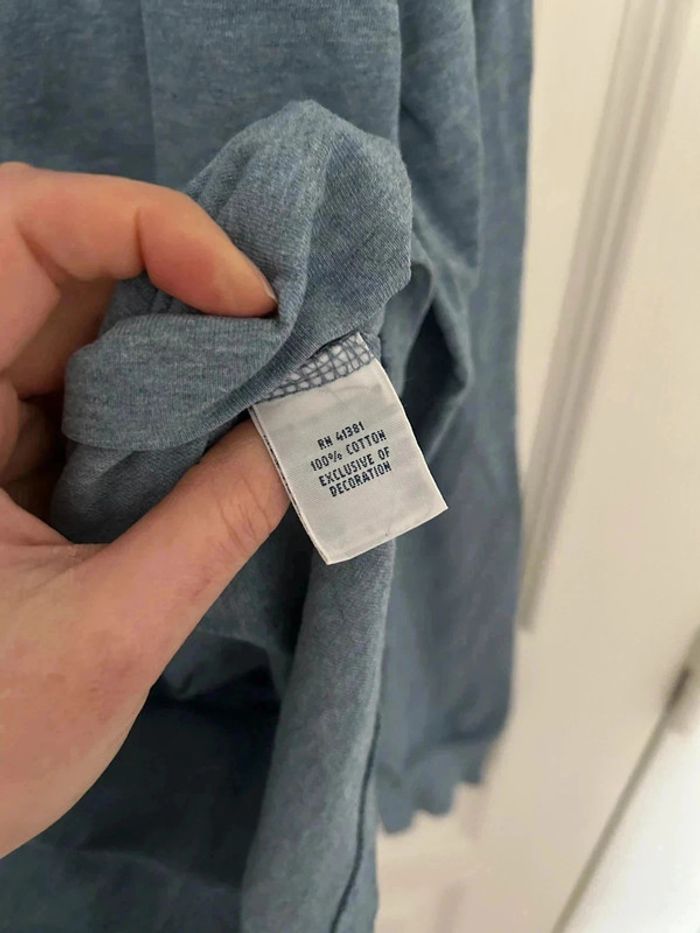 RN 41381
100% COTTON
EXCLUSIVE OF
DECORATION